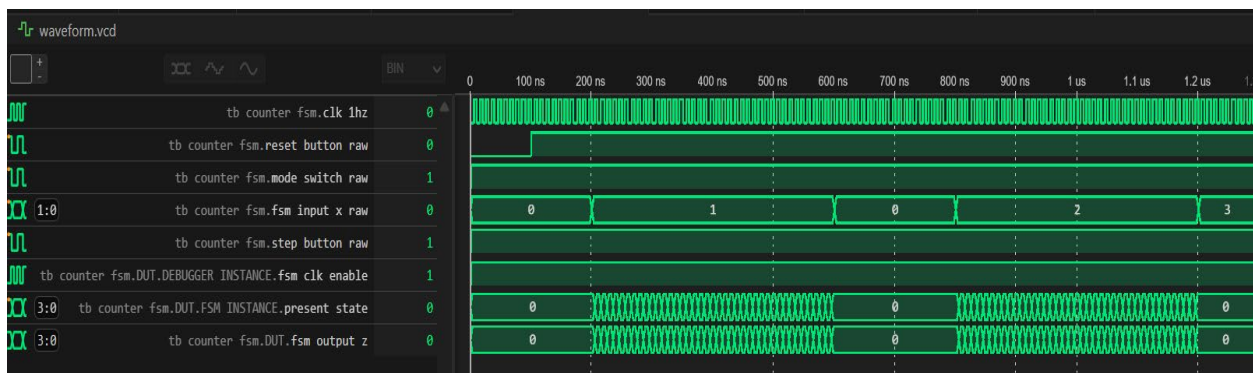 waveform.vcd
+
-
BIN
0 100 ns 200 ns 300 ns 400 ns 500 ns 600 ns 700 ns 800 ns 900 ns 1 us 1.1 us 1.2 us
tb counter fsm.clk 1hz 0
tb counter fsm.reset button raw 0
tb counter fsm.mode switch raw 1
1:0 tb counter fsm.fsm input x raw 0 0 1 0 2 3
tb counter fsm.step button raw 1
tb counter fsm.DUT.DEBUGGER INSTANCE.fsm clk enable 1
3:0 tb counter fsm.DUT.FSM INSTANCE.present state 0 0 0 0
3:0 tb counter fsm.DUT.fsm output z 0 0 0 0